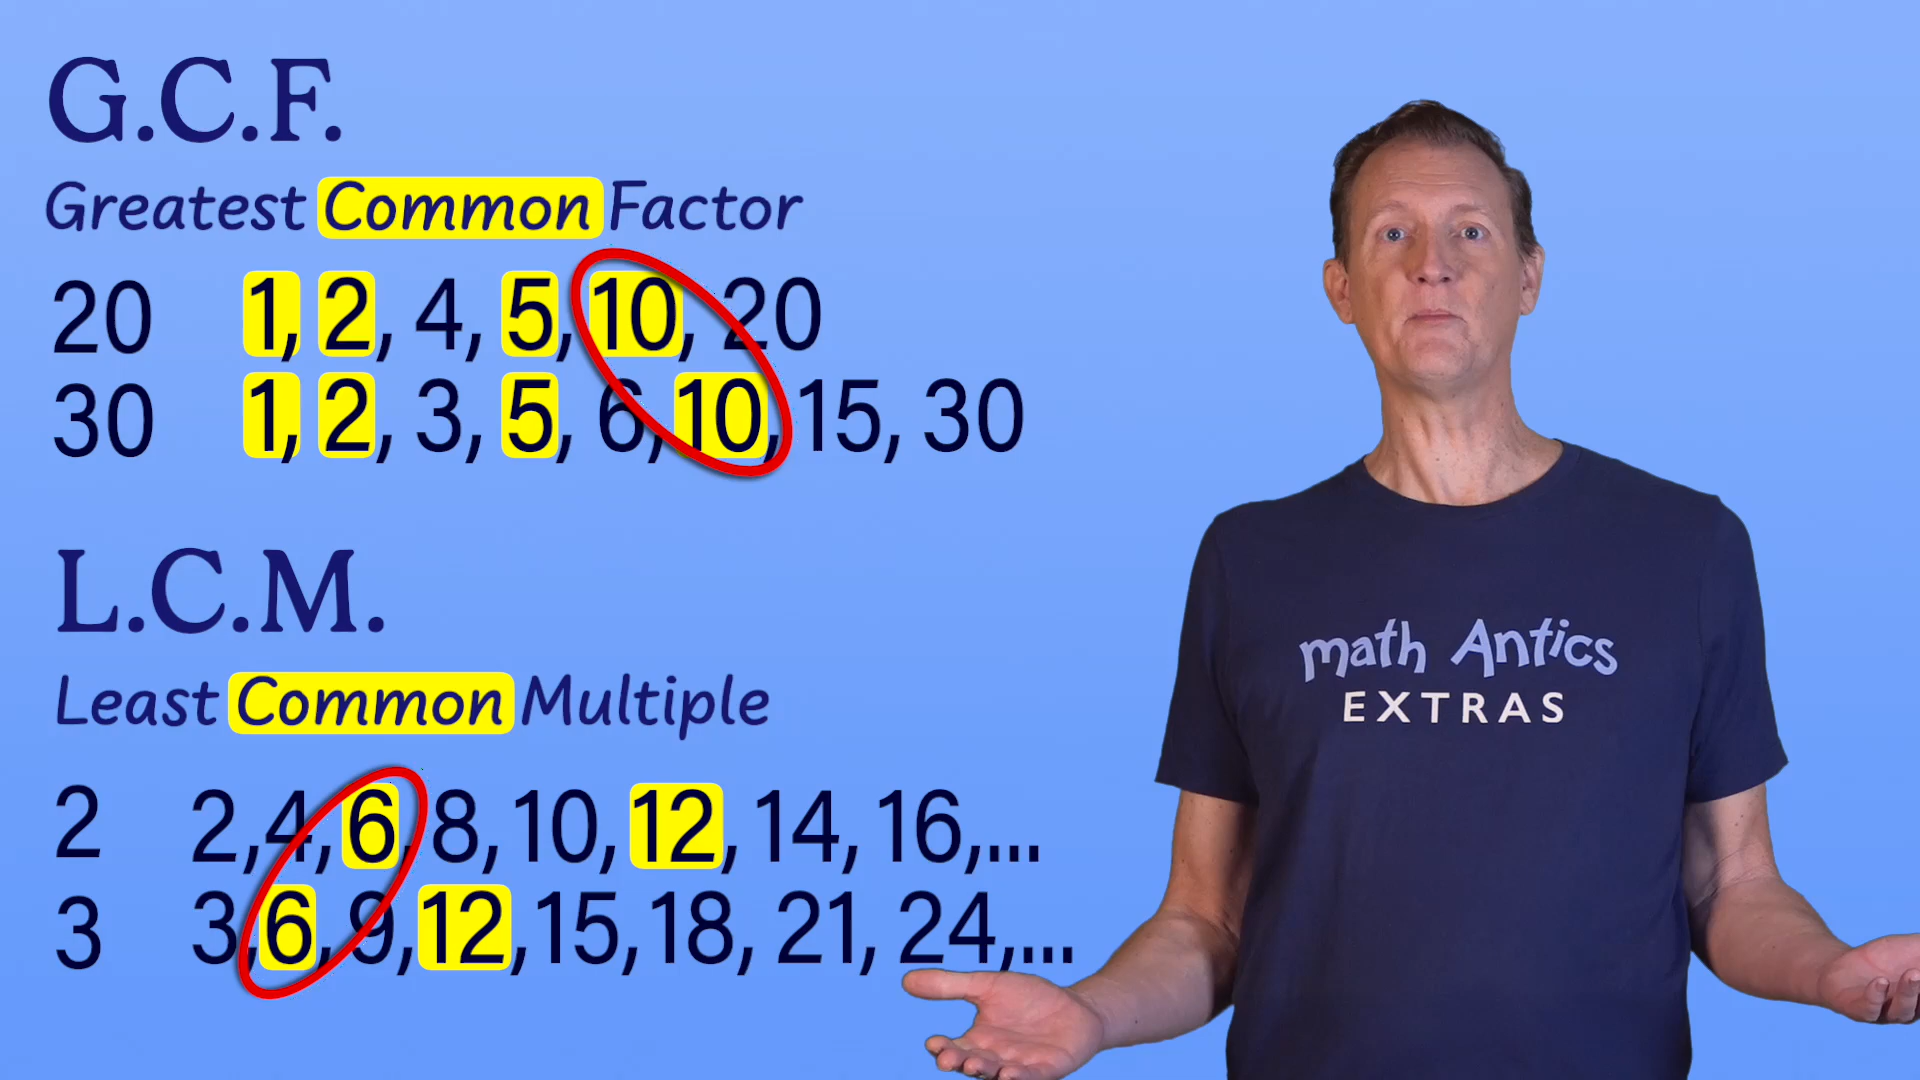 G.C.F.
Greatest Common Factor
20 1, 2, 4, 5, 10, 20
30 1, 2, 3, 5, 6, 10, 15, 30
L.C.M.
Least Common Multiple
2 2,4, 6, 8, 10, 12, 14, 16,...
3 3,6, 9, 12, 15, 18, 21, 24,...
math Antics
EXTRAS